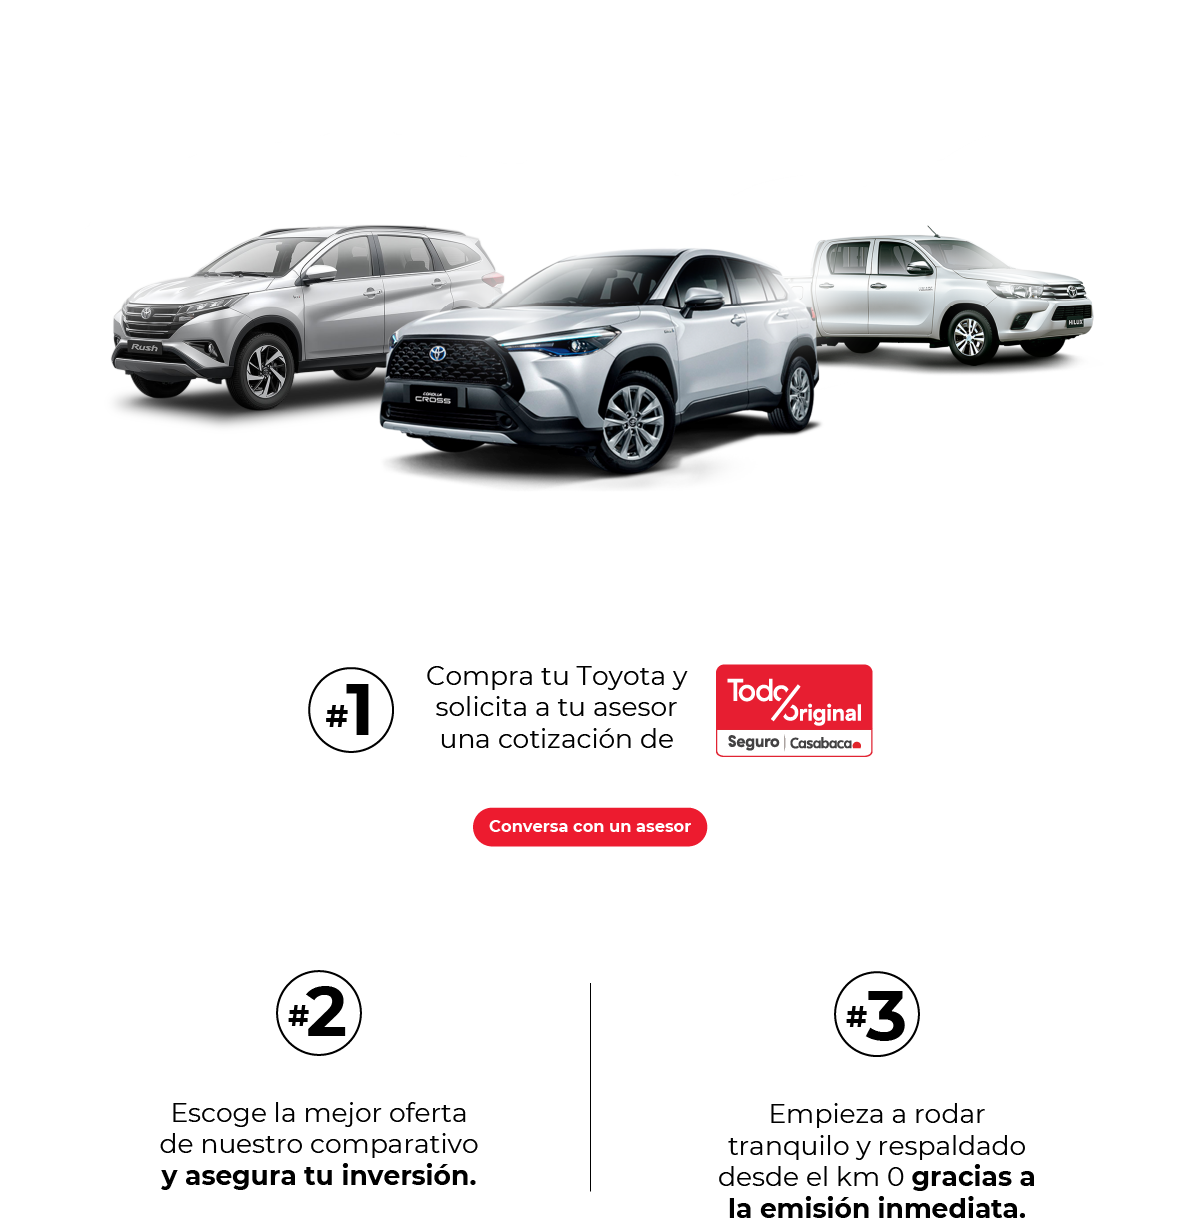 Rush
COROLLA
CROSS
HILUX
#1
Compra tu Toyota y
solicita a tu asesor
una cotización de
Todo
Original
Seguro | Casabaca
Conversa con un asesor
#2
Escoge la mejor oferta
de nuestro comparativo
y asegura tu inversión.
#3
Empieza a rodar
tranquilo y respaldado
desde el km 0 gracias a
la emisión inmediata.